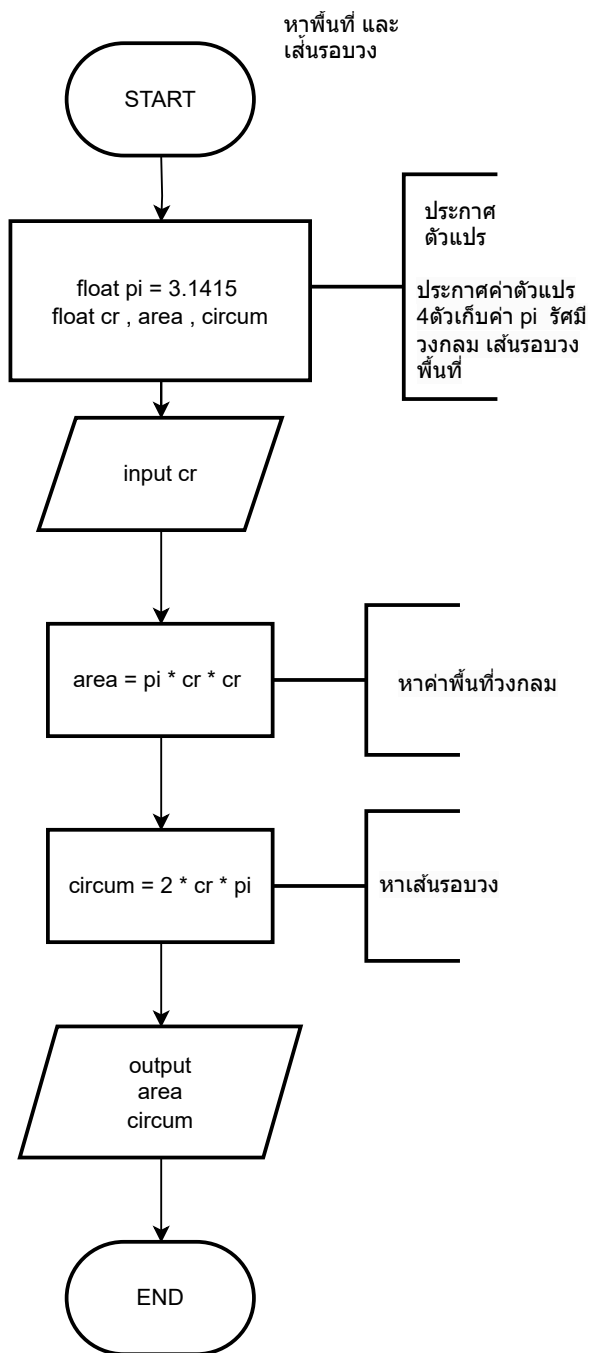 หาพื้นที่ และ
เส้นรอบวง
START
float pi = 3.1415
float cr , area , circum
ประกาศ
ตัวแปร
ประกาศค่าตัวแปร
4ตัวเก็บค่า pi รัศมี
วงกลม เส้นรอบวง
พื้นที่
input cr
area = pi * cr * cr
หาค่าพื้นที่วงกลม
circum = 2 * cr * pi
หาเส้นรอบวง
output
area
circum
END